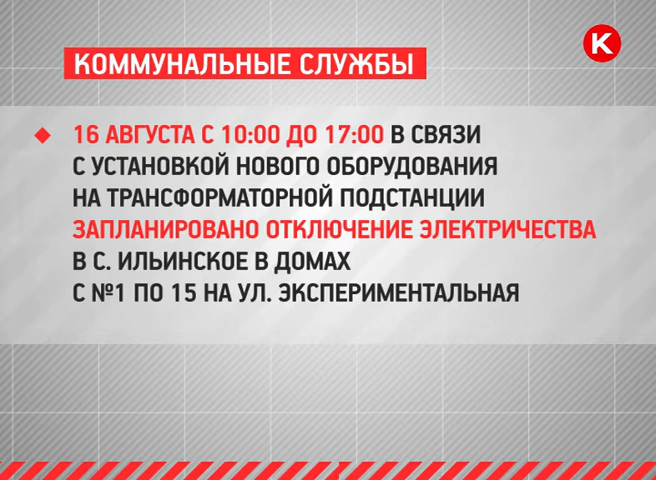 К
КОММУНАЛЬНЫЕ СЛУЖБЫ
16 АВГУСТА С 10:00 ДО 17:00 В СВЯЗИ
С УСТАНОВКОЙ НОВОГО ОБОРУДОВАНИЯ
НА ТРАНСФОРМАТОРНОЙ ПОДСТАНЦИИ
ЗАПЛАНИРОВАНО ОТКЛЮЧЕНИЕ ЭЛЕКТРИЧЕСТВА
В С. ИЛЬИНСКОЕ В ДОМАХ
С №1 ПО 15 НА УЛ. ЭКСПЕРИМЕНТАЛЬНАЯ